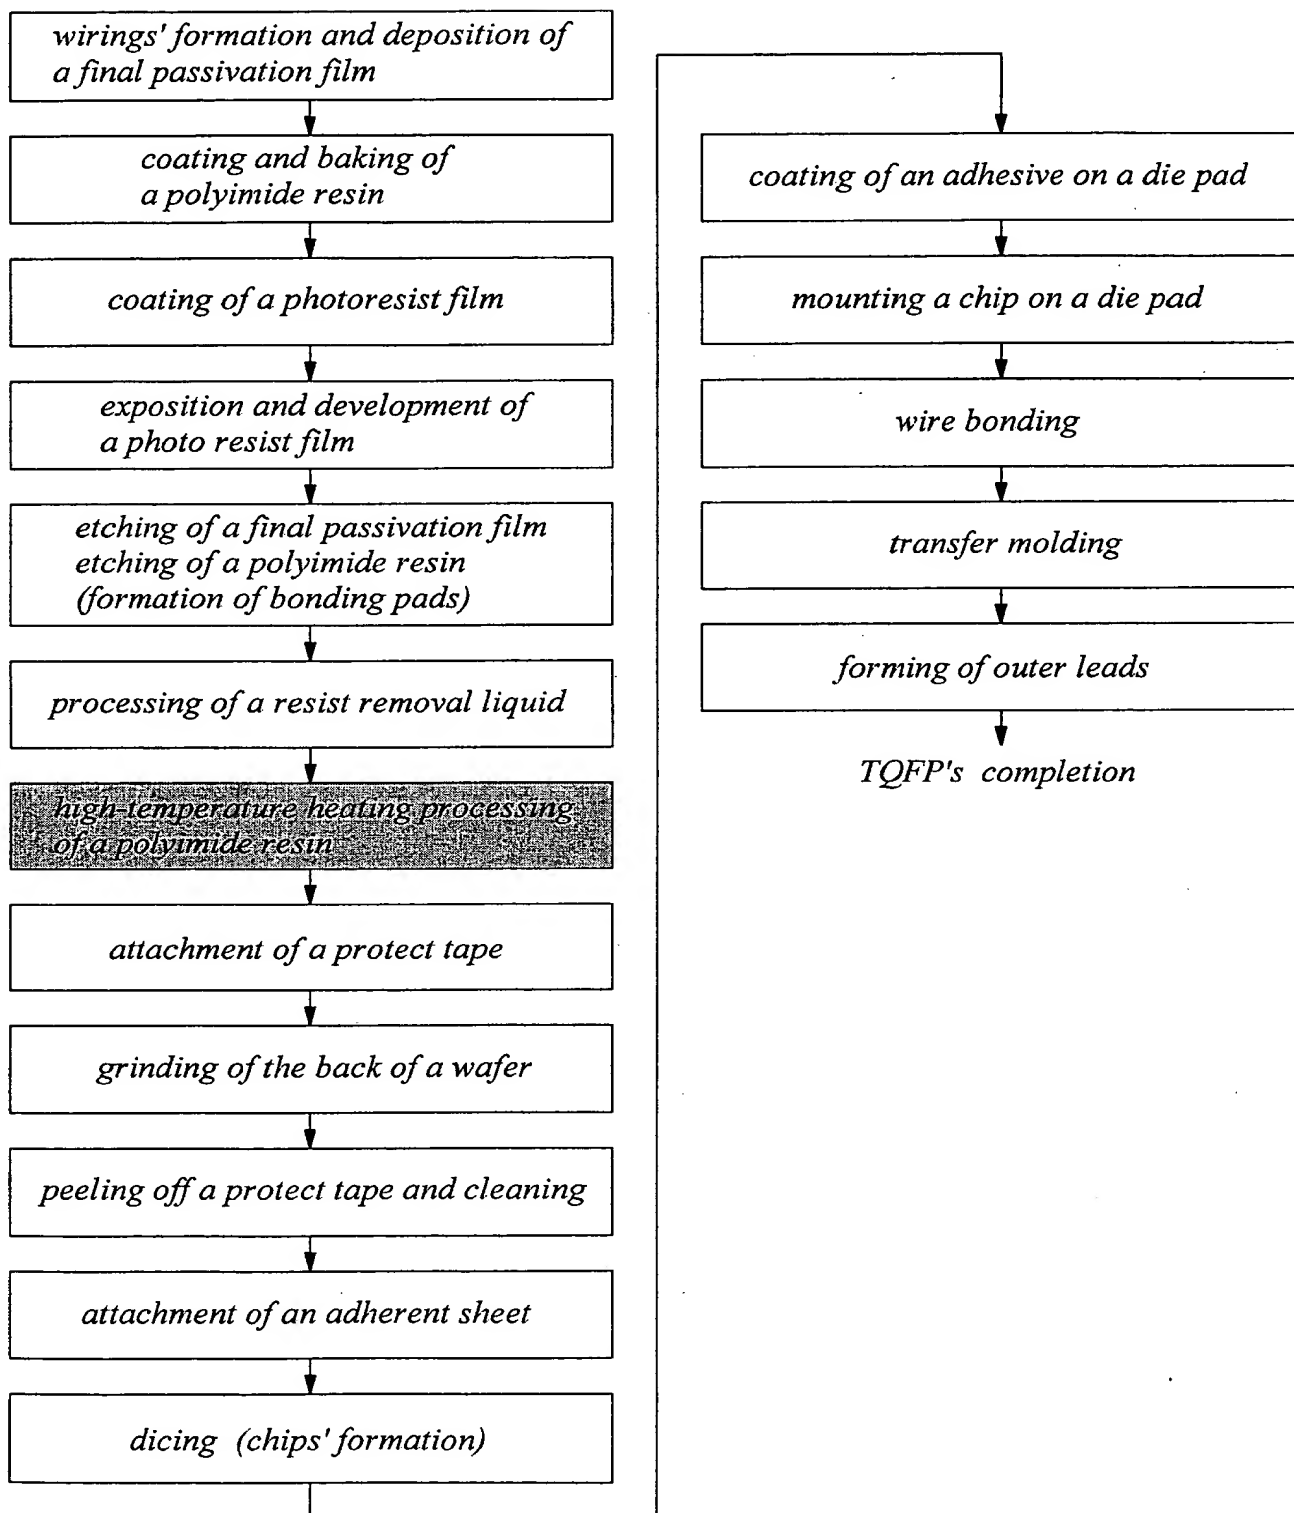 wirings' formation and deposition of
a final passivation film
coating and baking of
a polyimide resin
coating of a photoresist film
exposition and development of
a photo resist film
etching of a final passivation film
etching of a polyimide resin
(formation of bonding pads)
processing of a resist removal liquid
high-temperature heating processing
of a polyimide resin
attachment of a protect tape
grinding of the back of a wafer
peeling off a protect tape and cleaning
attachment of an adherent sheet
dicing (chips' formation)
coating of an adhesive on a die pad
mounting a chip on a die pad
wire bonding
transfer molding
forming of outer leads
TQFP's completion